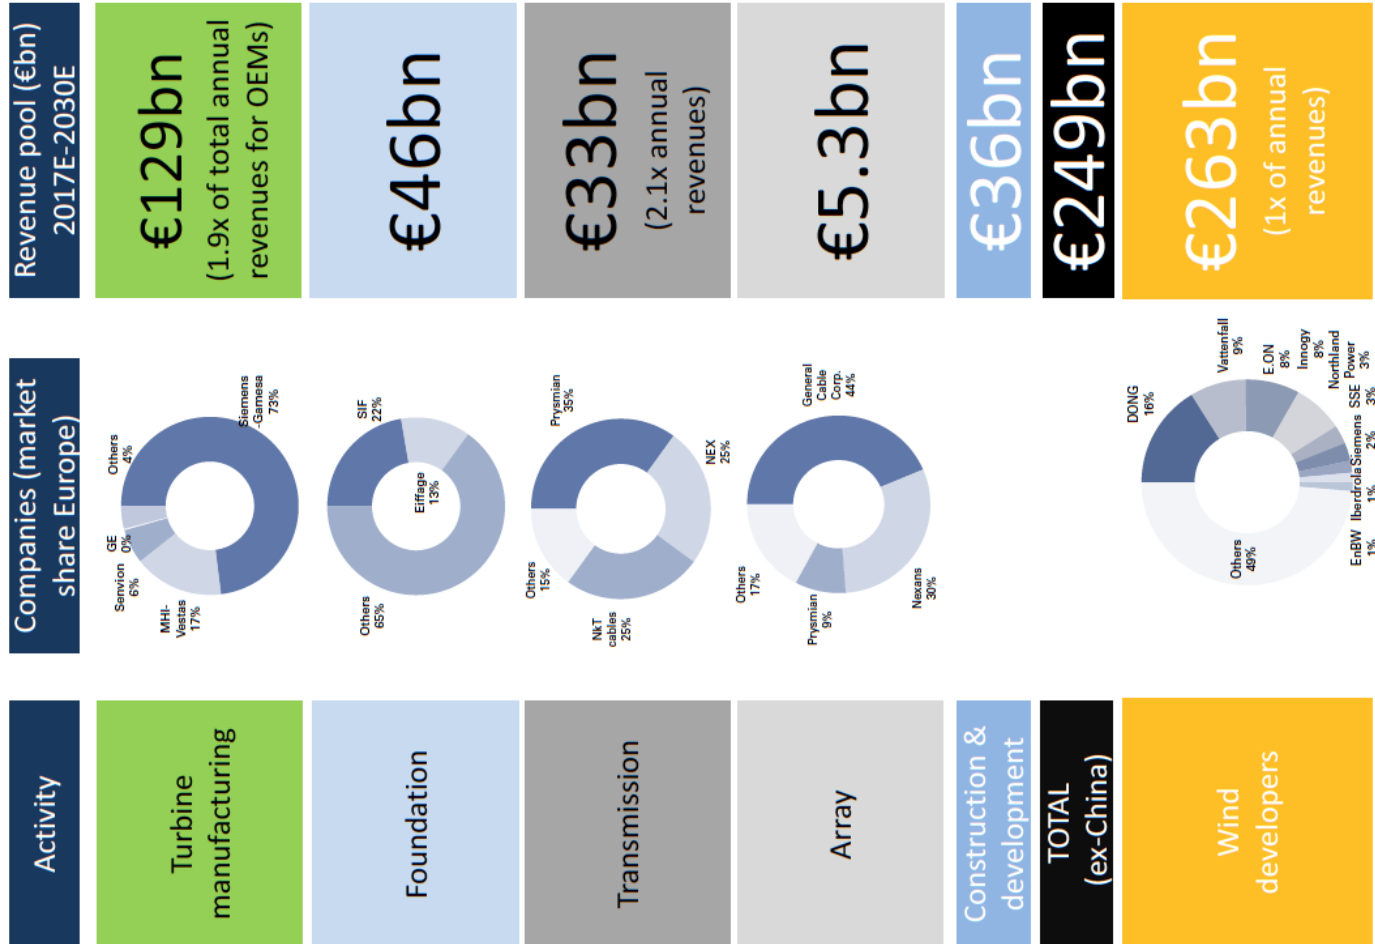 Activity
Companies (market
share Europe)
Revenue pool (€bn)
2017E-2030E
Turbine
manufacturing
Others
4%
GE
0%
Senvion
6%
MHI-
Vestas
17%
Siemens
-Gamesa
73%
€129bn
(1.9x of total annual
revenues for OEMs)
Foundation
SIF
22%
Eiffage
13%
Others
65%
€46bn
Transmission
Prysmian
35%
NEX
25%
NkT
cables
25%
Others
15%
€33bn
(2.1x annual
revenues)
Array
General
Cable
Corp.
44%
Nexans
30%
Prysmian
9%
Others
17%
€5.3bn
Construction &
development
€36bn
TOTAL
(ex-China)
€249bn
Wind
developers
DONG
16%
Vattenfall
9%
E.ON
8%
Innogy
8%
Northland
Power
3%
SSE
3%
Siemens
2%
Iberdrola
1%
EnBW
1%
Others
49%
€263bn
(1x of annual
revenues)